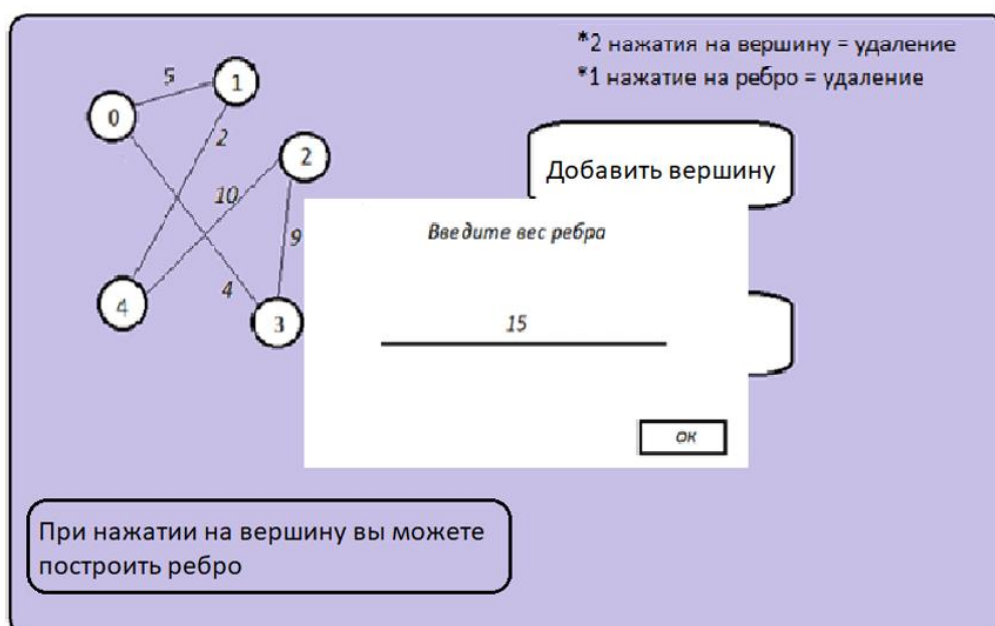 *2 нажатия на вершину = удаление
*1 нажатие на ребро = удаление
5
1
0
2
2
Добавить вершину
10
9
Введите вес ребра
4
4
3
15
ок
При нажатии на вершину вы можете
построить ребро